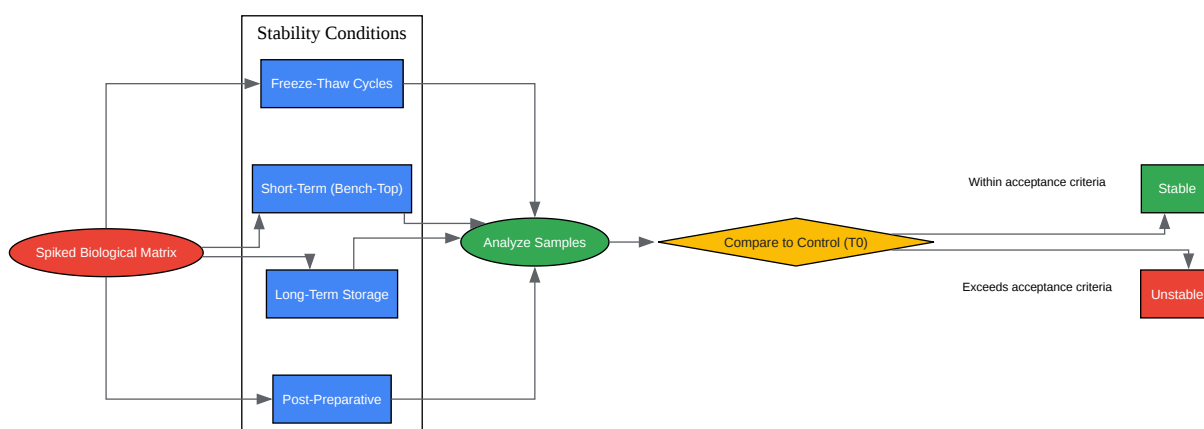 Stability Conditions
Freeze-Thaw Cycles
Short-Term (Bench-Top)
Spiked Biological Matrix
Long-Term Storage
Post-Preparative
Analyze Samples
Compare to Control (T0)
Within acceptance criteria
Stable
Exceeds acceptance criteria
Unstable